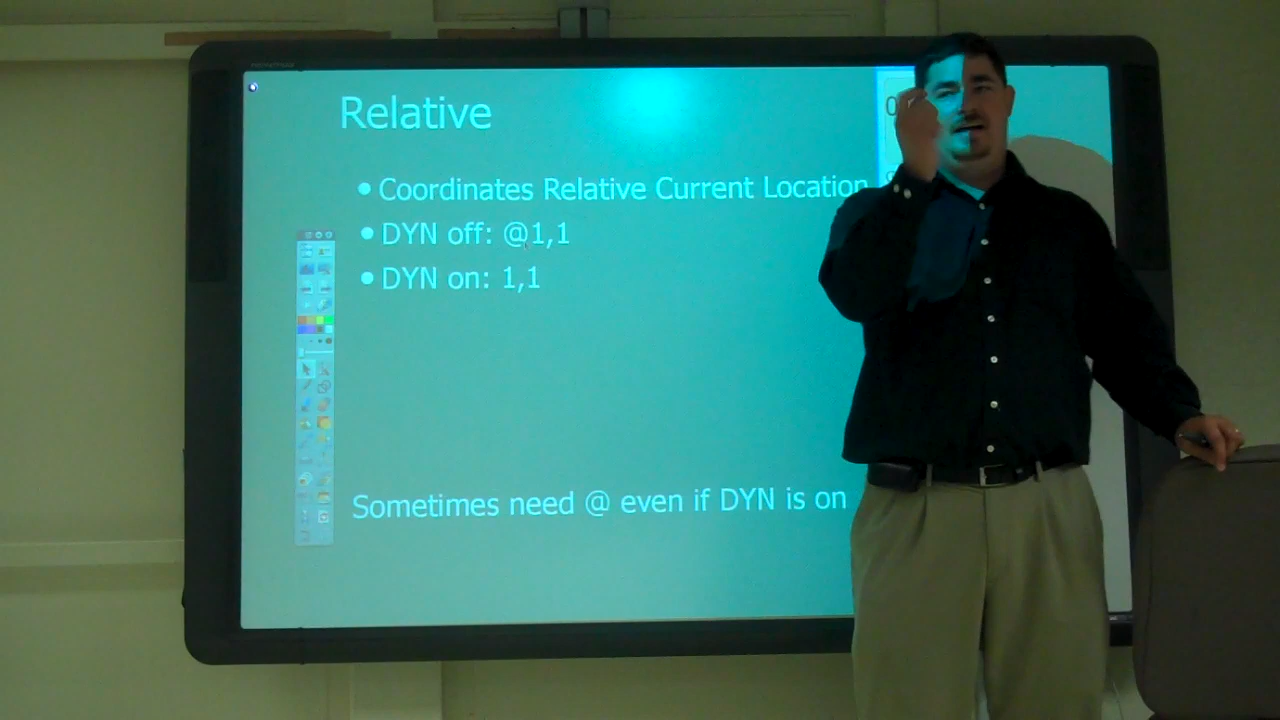 Relative
• Coordinates Relative Current Location
• DYN off: @1,1
• DYN on: 1,1
Sometimes need @ even if DYN is on